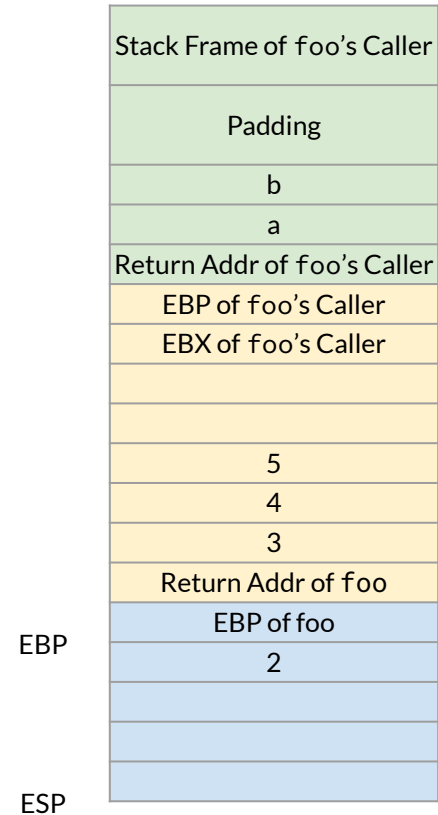 Stack Frame of foo's Caller
Padding
b
a
Return Addr of foo's Caller
EBP of foo's Caller
EBX of foo's Caller
5
4
3
Return Addr of foo
EBP of foo
EBP
2
ESP